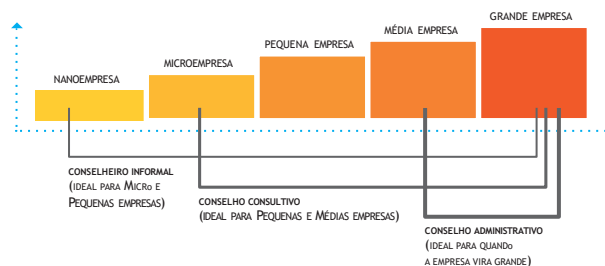 GRANDE EMPRESA
MÉDIA EMPRESA
PEQUENA EMPRESA
MICROEMPRESA
NANOEMPRESA
CONSELHEIRO INFORMAL
(IDEAL PARA MICRO E
PEQUENAS EMPRESAS)
CONSELHO CONSULTIVO
(IDEAL PARA PEQUENAS E MÉDIAS EMPRESAS)
CONSELHO ADMINISTRATIVO
(IDEAL PARA QUANDO
A EMPRESA VIRA GRANDE)